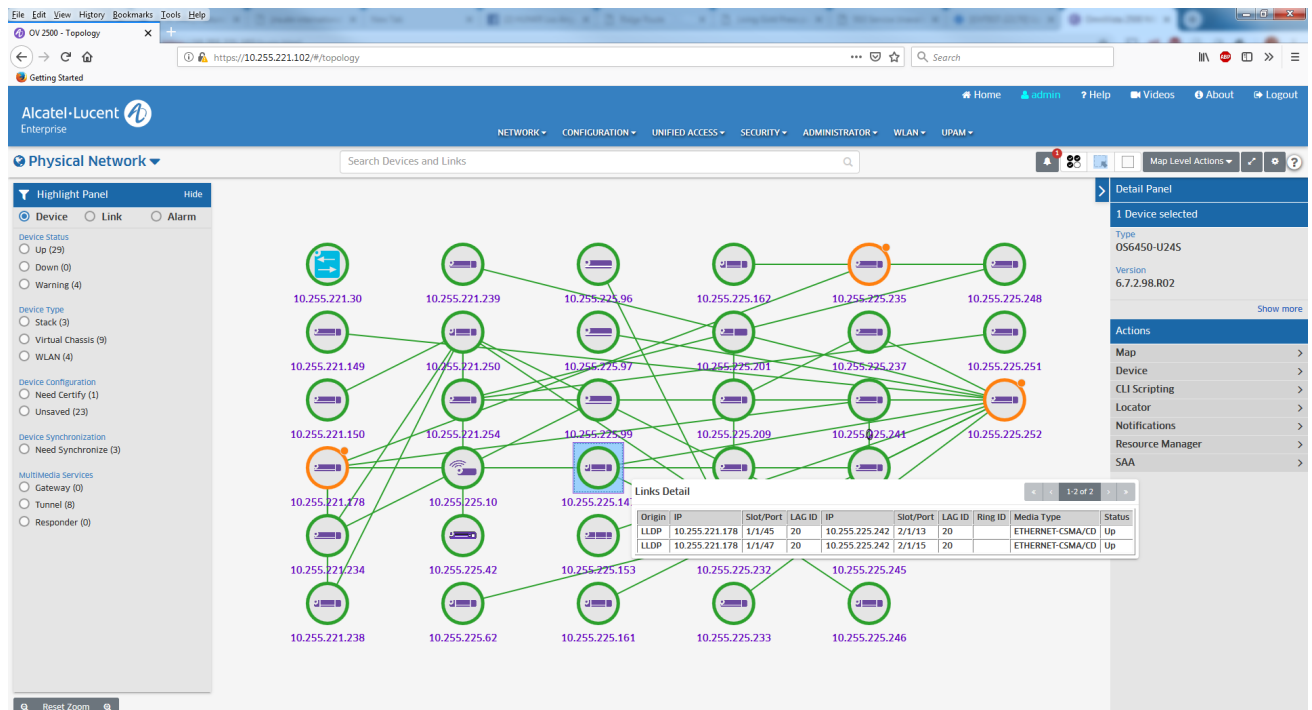 File Edit View History Bookmarks Tools Help
OV 2500 - Topology
https://10.255.221.102/#/topology
Search
Getting Started
Home admin ? Help Videos About Logout
Alcatel·Lucent
Enterprise
NETWORK CONFIGURATION UNIFIED ACCESS SECURITY ADMINISTRATOR WLAN UPAM
Physical Network
Search Devices and Links
1
Map Level Actions
?
Highlight Panel Hide
Device Link Alarm
Device Status
Up (29)
Down (0)
Warning (4)
Device Type
Stack (3)
Virtual Chassis (9)
WLAN (4)
Device Configuration
Need Certify (1)
Unsaved (23)
Device Synchronization
Need Synchronize (3)
MultiMedia Services
Gateway (0)
Tunnel (8)
Responder (0)
Reset Zoom
10.255.221.30 10.255.221.239 10.255.225.96 10.255.225.162 10.255.225.235 10.255.225.248
10.255.221.149 10.255.221.250 10.255.225.97 10.255.225.201 10.255.225.237 10.255.225.251
10.255.221.150 10.255.221.254 10.255.225.99 10.255.225.209 10.255.225.241 10.255.225.252
10.255.221.178 10.255.225.10 10.255.225.147
10.255.221.234 10.255.225.42 10.255.225.153 10.255.225.232 10.255.225.245
10.255.221.238 10.255.225.62 10.255.225.161 10.255.225.233 10.255.225.246
Links Detail
1-2 of 2
Origin IP Slot/Port LAG ID IP Slot/Port LAG ID Ring ID Media Type Status
LLDP 10.255.221.178 1/1/45 20 10.255.225.242 2/1/13 20 ETHERNET-CSMA/CD Up
LLDP 10.255.221.178 1/1/47 20 10.255.225.242 2/1/15 20 ETHERNET-CSMA/CD Up
Detail Panel
1 Device selected
Type
OS6450-U24S
Version
6.7.2.98.R02
Show more
Actions
Map
Device
CLI Scripting
Locator
Notifications
Resource Manager
SAA